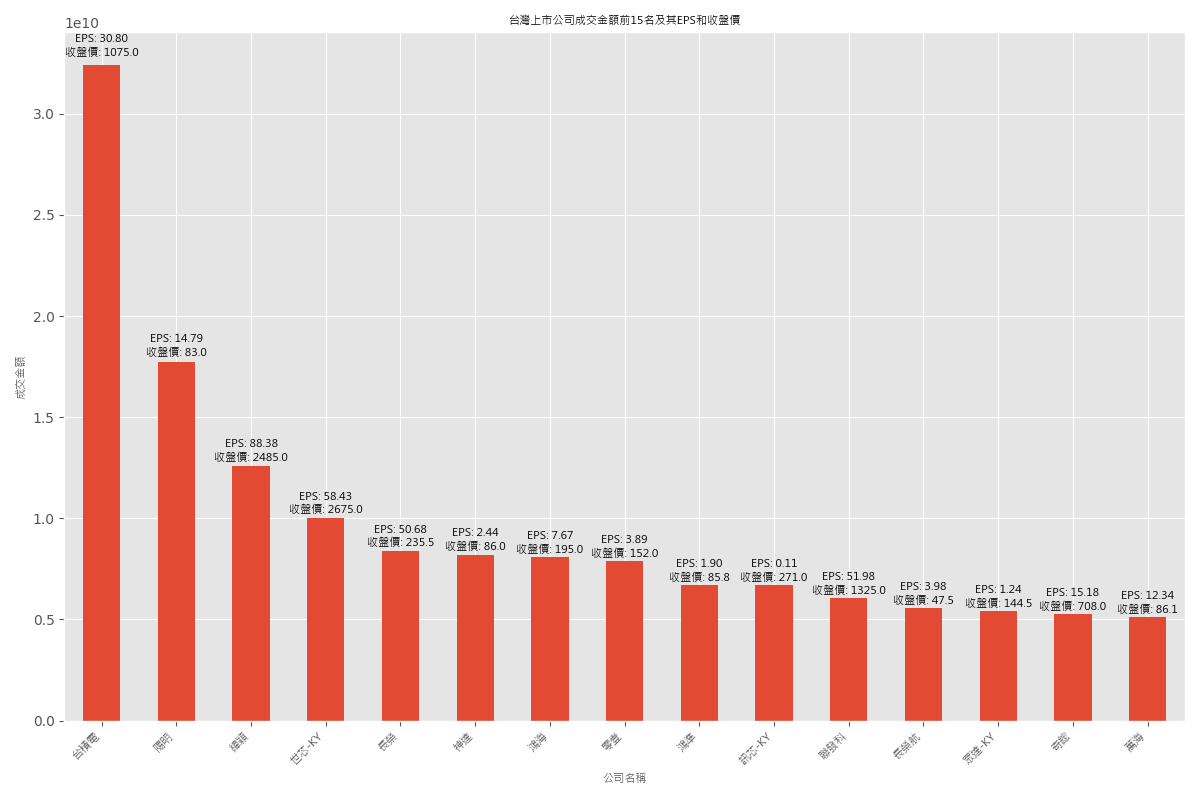 台灣上市公司成交金額前15名及其EPS和收盤價
1e10
EPS: 30.80
收盤價: 1075.0
EPS: 14.79
收盤價: 83.0
EPS: 88.38
收盤價: 2485.0
EPS: 58.43
收盤價: 2675.0
EPS: 50.68
收盤價: 235.5
EPS: 2.44
收盤價: 86.0
EPS: 7.67
收盤價: 195.0
EPS: 3.89
收盤價: 152.0
EPS: 1.90
收盤價: 85.8
EPS: 0.11
收盤價: 271.0
EPS: 51.98
收盤價: 1325.0
EPS: 3.98
收盤價: 47.5
EPS: 1.24
收盤價: 144.5
EPS: 15.18
收盤價: 708.0
EPS: 12.34
收盤價: 86.1
3.0
2.5
2.0
1.5
1.0
0.5
0.0
成交金額
台積電
陽明
緯穎
世芯-KY
長榮
神達
鴻海
零壹
鴻準
訊芯-KY
聯發科
長榮航
眾達-KY
奇鋐
萬海
公司名稱